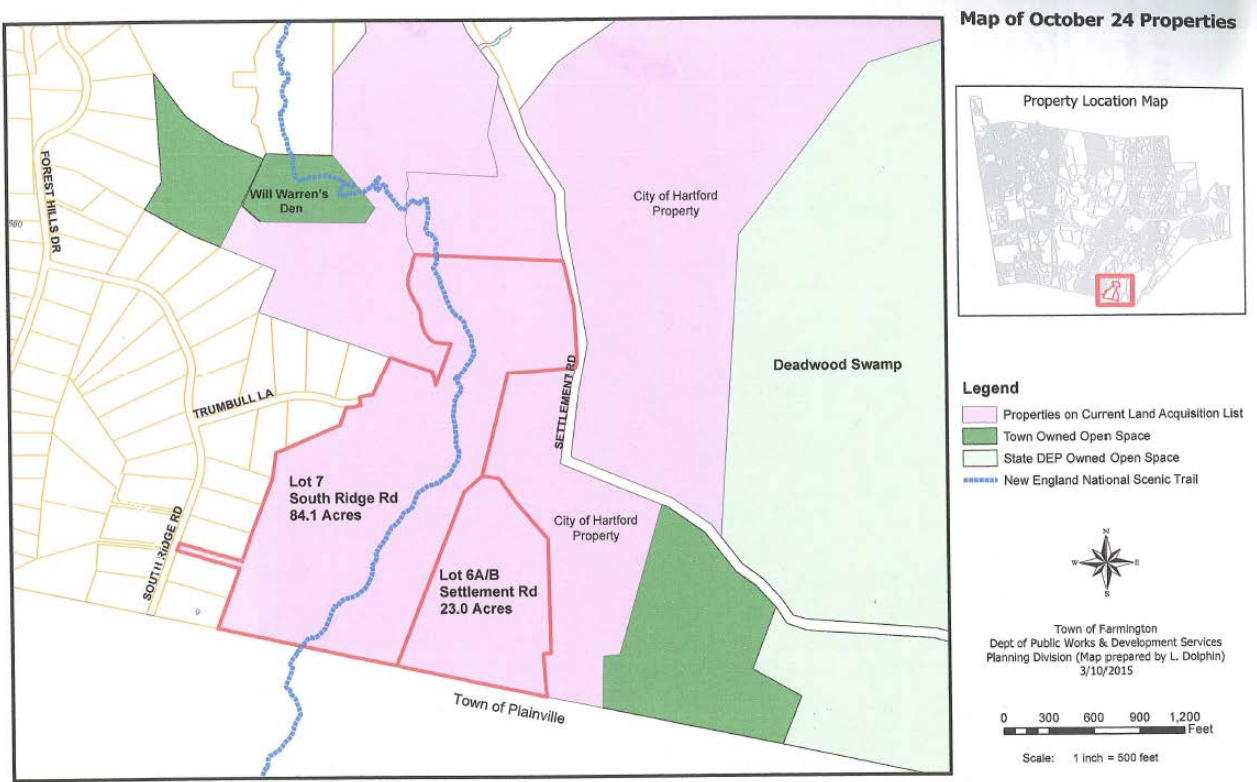 Map of October 24 Properties
Property Location Map
FOREST HILLS DR
Will Warren's
Den
City of Hartford
Property
Deadwood Swamp
TRUMBULL LA
SETTLEMENT RD
Lot 7
South Ridge Rd
84.1 Acres
SOUTH RIDGE RD
City of Hartford
Property
Lot 6A/B
Settlement Rd
23.0 Acres
Town of Plainville
Legend
Properties on Current Land Acquisition List
Town Owned Open Space
State DEP Owned Open Space
New England National Scenic Trail
N
W E
S
Town of Farmington
Dept of Public Works & Development Services
Planning Division (Map prepared by L. Dolphin)
3/10/2015
0 300 600 900 1,200
Feet
Scale: 1 inch = 500 feet